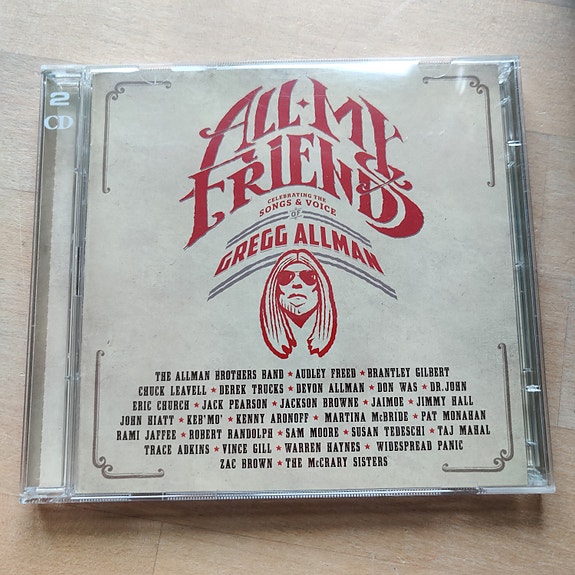 2
CD
ALL·MY
FRIENDS
CELEBRATING THE
SONGS & VOICE
OF
GREGG ALLMAN
THE ALLMAN BROTHERS BAND ★ AUDLEY FREED ★ BRANTLEY GILBERT
CHUCK LEAVELL ★ DEREK TRUCKS ★ DEVON ALLMAN ★ DON WAS ★ DR.JOHN
ERIC CHURCH ★ JACK PEARSON ★ JACKSON BROWNE ★ JAIMOE ★ JIMMY HALL
JOHN HIATT ★ KEB'MO' ★ KENNY ARONOFF ★ MARTINA McBRIDE ★ PAT MONAHAN
RAMI JAFFEE ★ ROBERT RANDOLPH ★ SAM MOORE ★ SUSAN TEDESCHI ★ TAJ MAHAL
TRACE ADKINS ★ VINCE GILL ★ WARREN HAYNES ★ WIDESPREAD PANIC
ZAC BROWN ★ THE McCRARY SISTERS